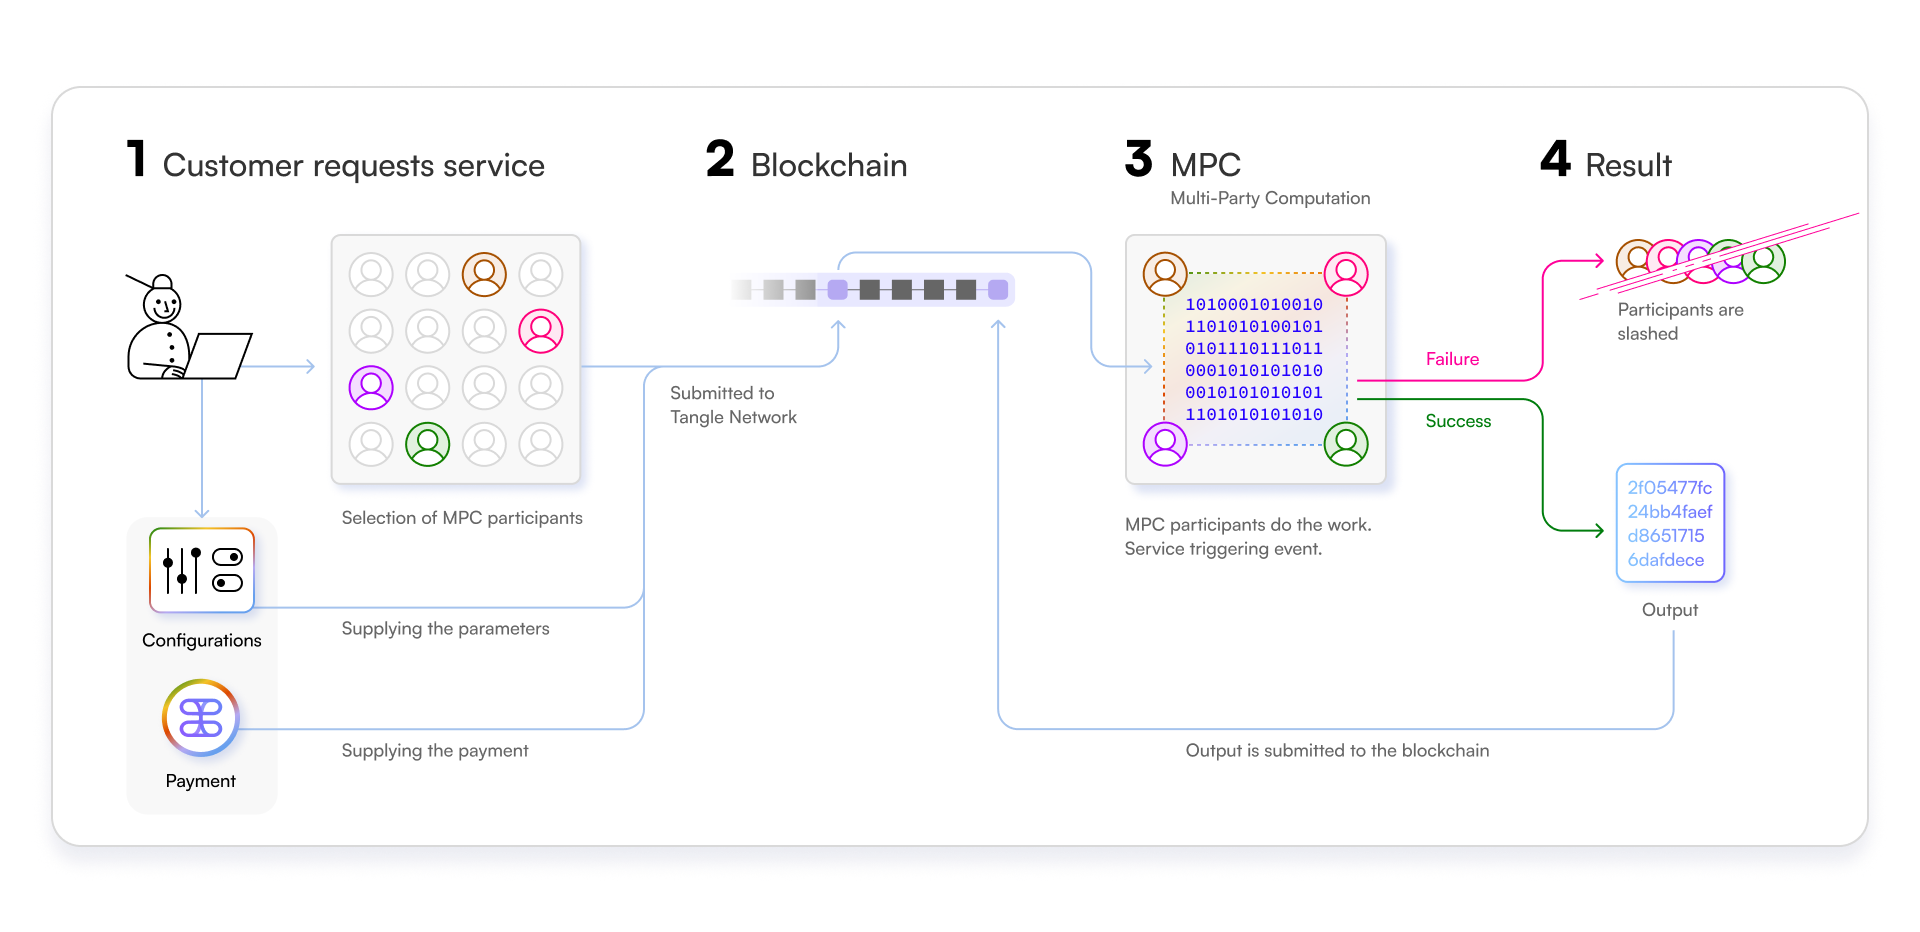 1 Customer requests service
2 Blockchain
3 MPC
Multi-Party Computation
4 Result
Selection of MPC participants
Configurations
Supplying the parameters
Payment
Supplying the payment
Submitted to
Tangle Network
1010001010010
1101010100101
0101110111011
0001010101010
0010101010101
1101010101010
MPC participants do the work.
Service triggering event.
Failure
Success
Participants are
slashed
2f05477fc
24bb4faef
d8651715
6dafdece
Output
Output is submitted to the blockchain